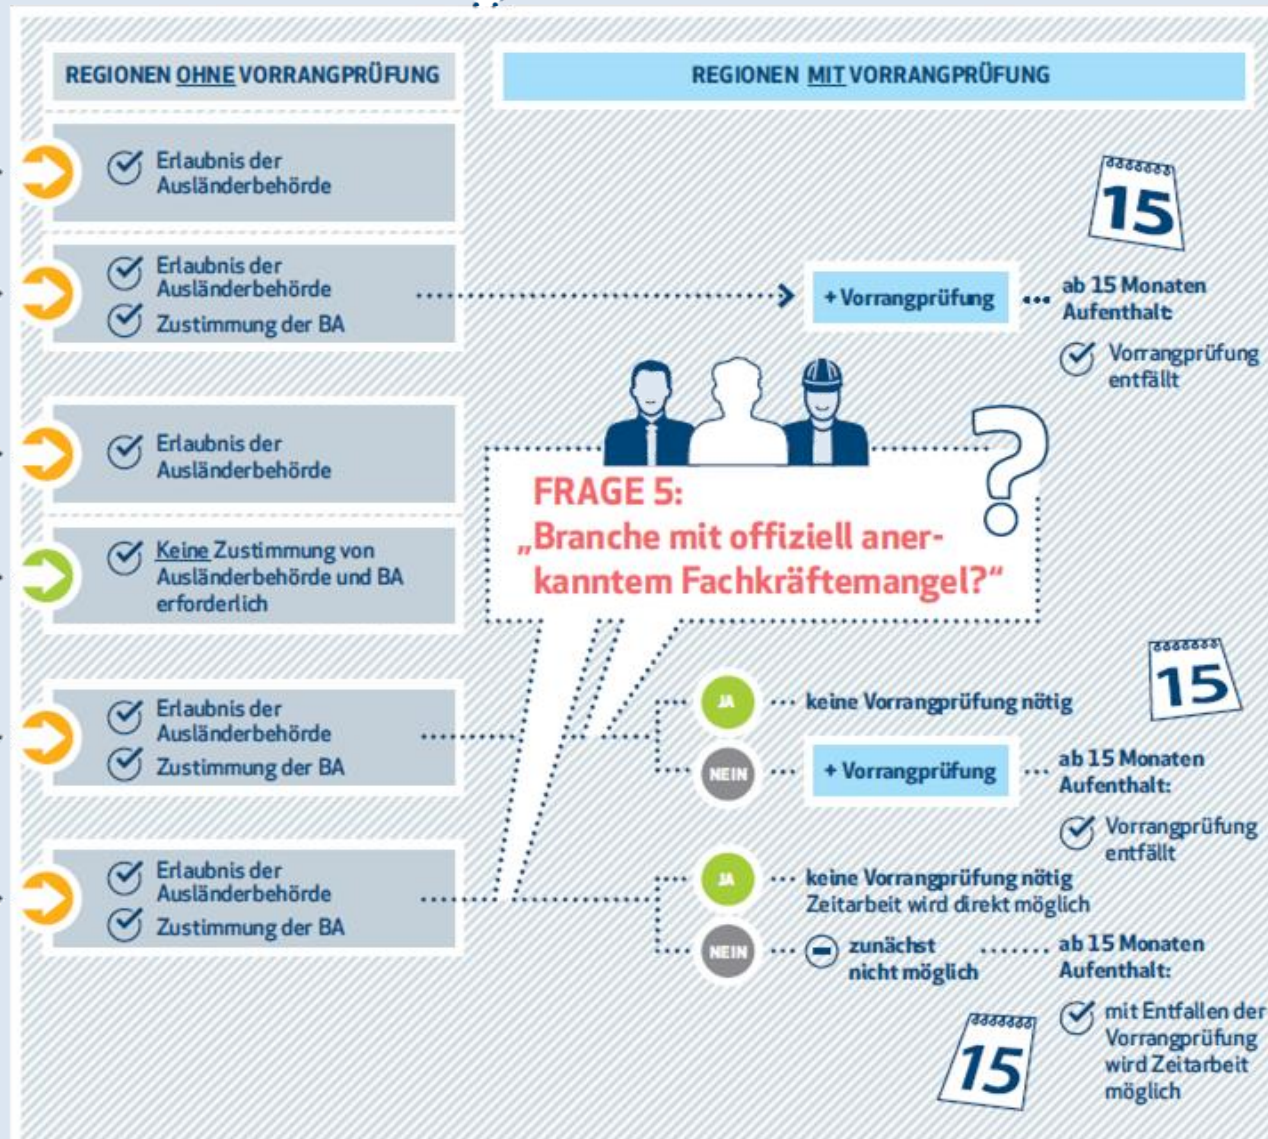 REGIONEN OHNE VORRANGPRÜFUNG
REGIONEN MIT VORRANGPRÜFUNG
Erlaubnis der
Ausländerbehörde
15
Erlaubnis der
Ausländerbehörde
Zustimmung der BA
+ Vorrangprüfung
ab 15 Monaten
Aufenthalt:
Vorrangprüfung
entfällt
Erlaubnis der
Ausländerbehörde
?
FRAGE 5:
„Branche mit offiziell aner-
kanntem Fachkräftemangel?“
Keine Zustimmung von
Ausländerbehörde und BA
erforderlich
15
Erlaubnis der
Ausländerbehörde
Zustimmung der BA
JA
keine Vorrangprüfung nötig
NEIN
+ Vorrangprüfung
ab 15 Monaten
Aufenthalt:
Vorrangprüfung
entfällt
Erlaubnis der
Ausländerbehörde
Zustimmung der BA
JA
keine Vorrangprüfung nötig
Zeitarbeit wird direkt möglich
NEIN
zunächst
nicht möglich
ab 15 Monaten
Aufenthalt:
mit Entfallen der
Vorrangprüfung
wird Zeitarbeit
möglich
15